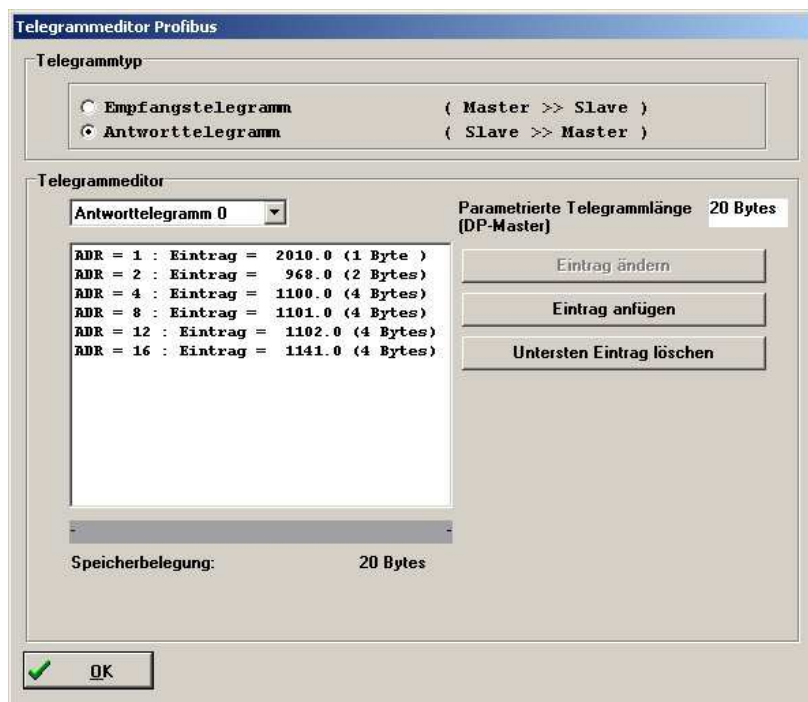 Telegrammeditor Profibus
Telegrammtyp
Empfangstelegramm ( Master >> Slave )
Antworttelegramm ( Slave >> Master )
Telegrammeditor
Antworttelegramm 0
Parametrierte Telegrammlänge 20 Bytes
(DP-Master)
ADR = 1 : Eintrag = 2010.0 (1 Byte )
ADR = 2 : Eintrag = 968.0 (2 Bytes)
ADR = 4 : Eintrag = 1100.0 (4 Bytes)
ADR = 8 : Eintrag = 1101.0 (4 Bytes)
ADR = 12 : Eintrag = 1102.0 (4 Bytes)
ADR = 16 : Eintrag = 1141.0 (4 Bytes)
Eintrag ändern
Eintrag anfügen
Untersten Eintrag löschen
- -
Speicherbelegung: 20 Bytes
OK